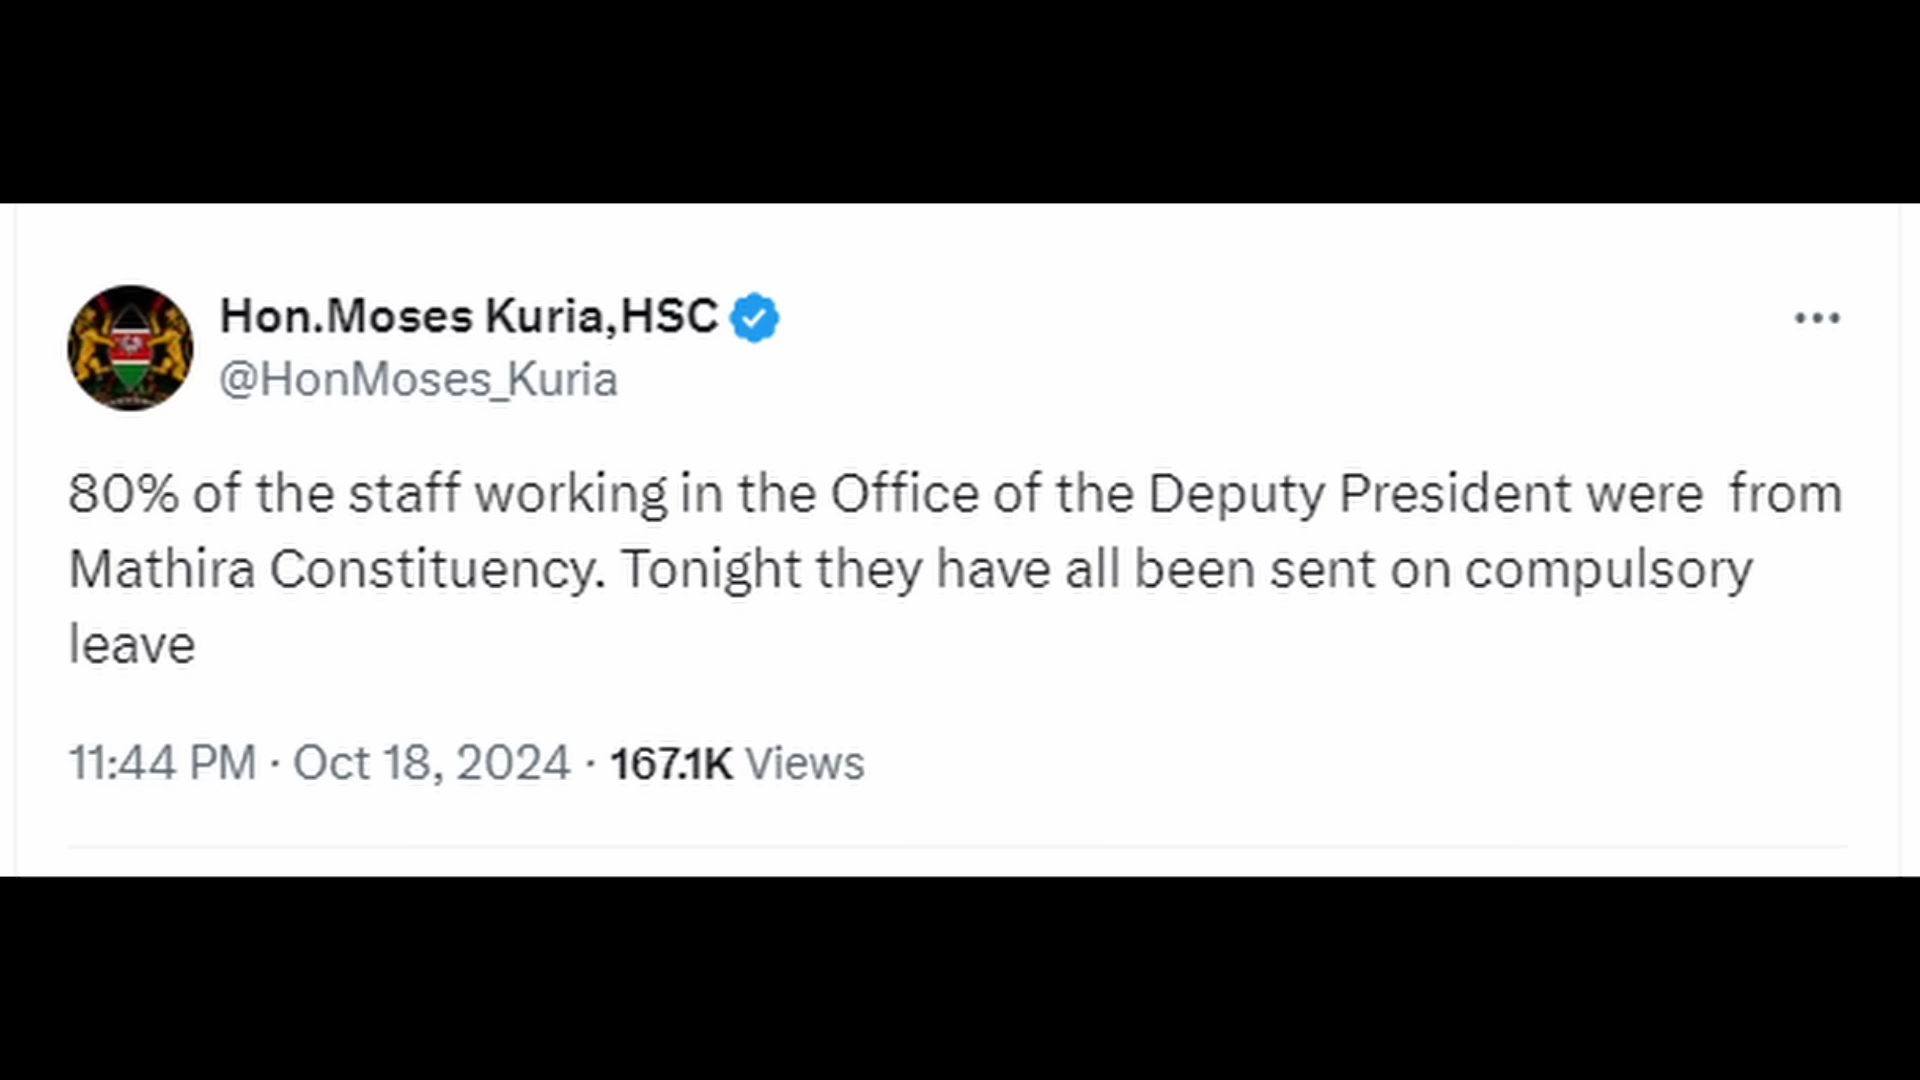 Hon.Moses Kuria,HSC
@HonMoses_Kuria
80% of the staff working in the Office of the Deputy President were  from
Mathira Constituency. Tonight they have all been sent on compulsory
leave
11:44 PM · Oct 18, 2024 · 167.1K Views